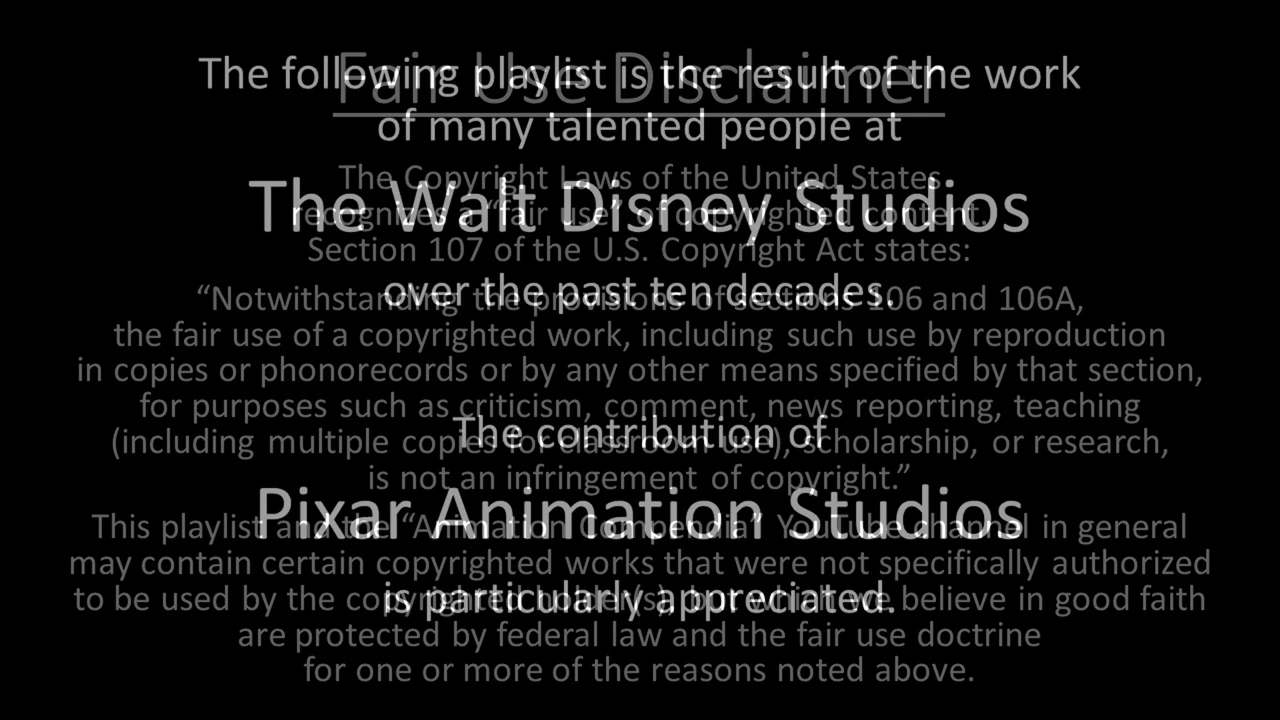 The following playlist is the result of the work
of many talented people at
The Walt Disney Studios
over the past ten decades.
The contribution of
Pixar Animation Studios
is particularly appreciated.
Fair Use Disclaimer
The Copyright Laws of the United States
recognizes a “fair use” of copyrighted content.
Section 107 of the U.S. Copyright Act states:
“Notwithstanding the provisions of sections 106 and 106A,
the fair use of a copyrighted work, including such use by reproduction
in copies or phonorecords or by any other means specified by that section,
for purposes such as criticism, comment, news reporting, teaching
(including multiple copies for classroom use), scholarship, or research,
is not an infringement of copyright.”
This playlist and the “Animation Compendia” YouTube channel in general
may contain certain copyrighted works that were not specifically authorized
to be used by the copyrighted holder(s), but which we believe in good faith
are protected by federal law and the fair use doctrine
for one or more of the reasons noted above.